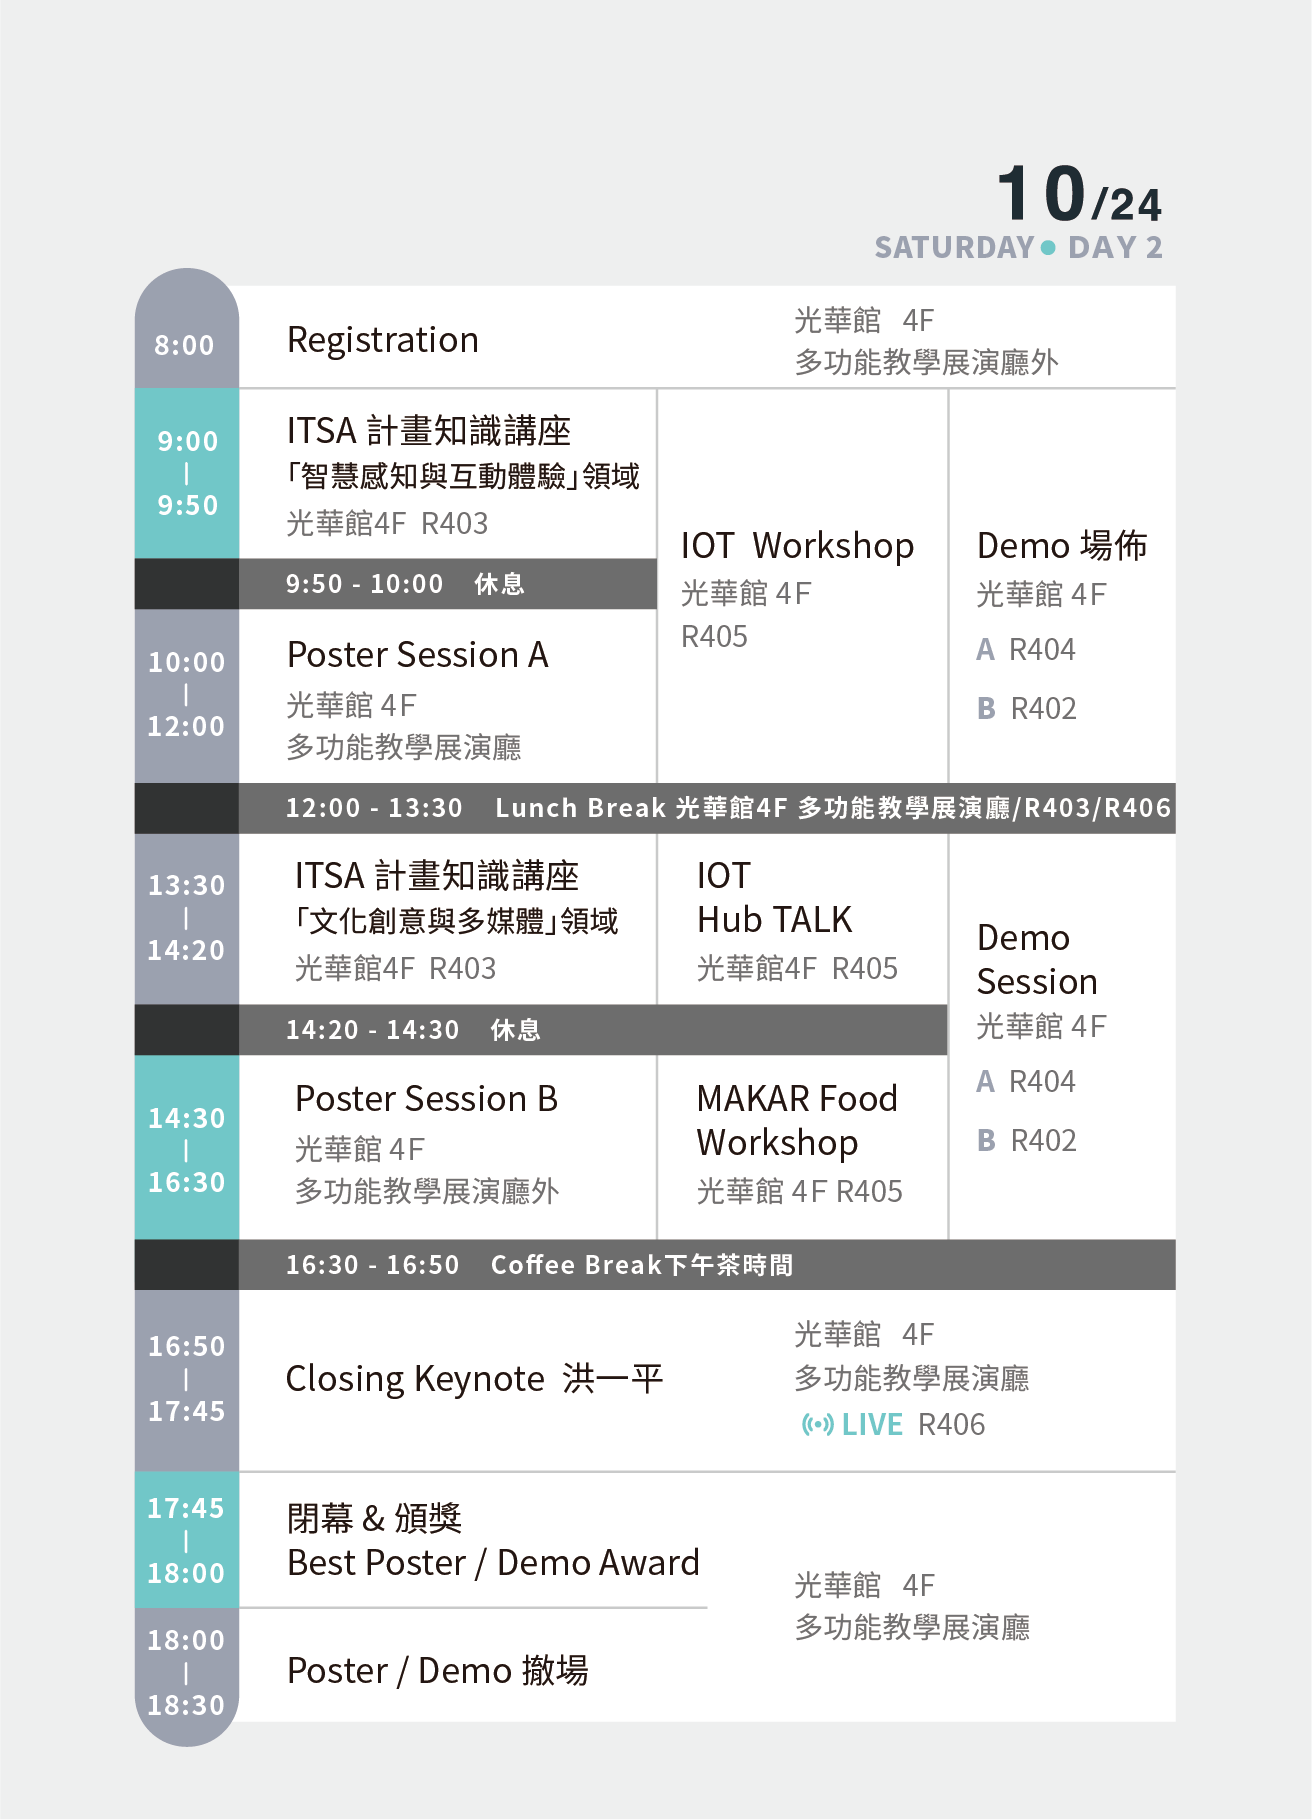 10/24
SATURDAY● DAY 2
8:00
Registration
光華館 4F
多功能教學展演廳外
9:00
|
9:50
ITSA 計畫知識講座
「智慧感知與互動體驗」領域
光華館4F R403
IOT Workshop
光華館 4F
R405
Demo 場佈
光華館 4F
A R404
B R402
9:50 - 10:00 休息
10:00
|
12:00
Poster Session A
光華館 4F
多功能教學展演廳
12:00 - 13:30 Lunch Break 光華館4F 多功能教學展演廳/R403/R406
13:30
|
14:20
ITSA 計畫知識講座
「文化創意與多媒體」領域
光華館4F R403
IOT
Hub TALK
光華館4F R405
Demo
Session
光華館 4F
A R404
B R402
14:20 - 14:30 休息
14:30
|
16:30
Poster Session B
光華館 4F
多功能教學展演廳外
MAKAR Food
Workshop
光華館 4F R405
16:30 - 16:50 Coffee Break下午茶時間
16:50
|
17:45
Closing Keynote 洪一平
光華館 4F
多功能教學展演廳
LIVE R406
17:45
|
18:00
閉幕 & 頒獎
Best Poster / Demo Award
光華館 4F
多功能教學展演廳
18:00
|
18:30
Poster / Demo 撤場